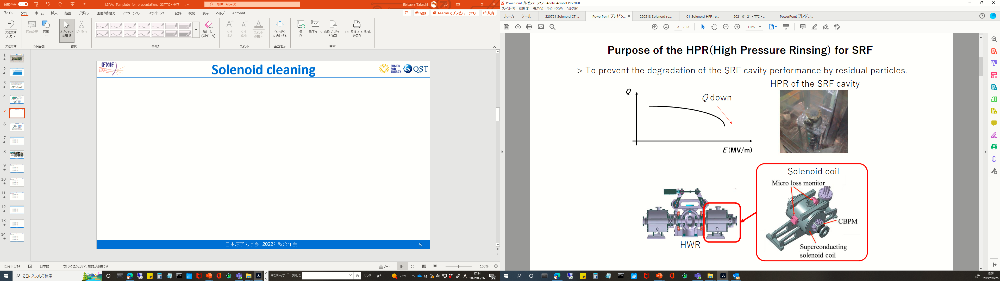 自動保存 オン
LIPAc_Template_for_presentations_23TTC • 保存中...
検索 (Alt+Q)
Ebisawa Takashi
ファイル タッチ ホーム 挿入 描画 デザイン 画面切り替え アニメーション スライド ショー 記録 校閲 表示 ヘルプ Acrobat
記録 Teams でプレゼンテーション 共有
元に戻す
入力
図の変更
図形
オブジェクト
の選択
切り取り
消しゴム
(ストローク)
文字
拡大
文字
縮小
フォント
の色
ウィンドウ
に合わせる
保
存
電子メール
印刷プレビュー
と印刷
PDF 又は XPS 形式
で保存
元に戻す 図・画像 選択 手がき フォント 画面表示 基本
1
2
3
4
5
6
7
8
9
10
11
12
13
14
IFMIF
LIPAc
Solenoid cleaning
FUSION
FOR
ENERGY
QST
日本原子力学会 2022年秋の年会
5
スライド 5/14 日本語 アクセシビリティ: 検討が必要です
ノート
100%
ここに入力して検索
デスクトップ アドレス リンク
23°C
A
17:54
2022/09/26
20
PowerPoint プレゼンテーション - Adobe Acrobat Pro 2020
ファイル(F) 編集(E) 表示(V) ウィンドウ(W) ヘルプ(H)
ホーム ツール
220721 Solenoid CT ...
PowerPoint プレゼン...
220518 Solenoid re...
01_Solenoid_HPR_re...
2021_01_21 - TTC - ...
PowerPoint プレゼン...
2 / 12
111%
Purpose of the HPR(High Pressure Rinsing) for SRF
-> To prevent the degradation of the SRF cavity performance by residual particles.
HPR of the SRF cavity
Q
Q down
E (MV/m)
Solenoid coil
Micro loss monitor
CBPM
Superconducting
solenoid coil
HWR
17:54
2022/09/26